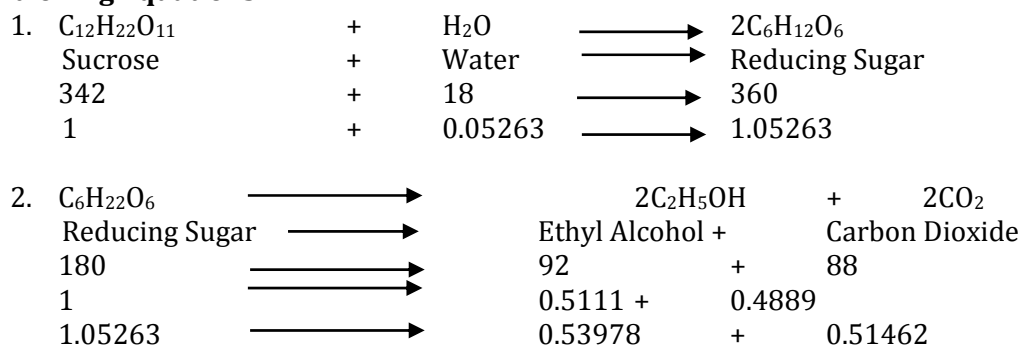 1. C₁₂H₂₂O₁₁ + H₂O ⟶ 2C₆H₁₂O₆
Sucrose + Water ⟶ Reducing Sugar
342 + 18 ⟶ 360
1 + 0.05263 ⟶ 1.05263
2. C₆H₂₂O₆ ⟶ 2C₂H₅OH + 2CO₂
Reducing Sugar ⟶ Ethyl Alcohol + Carbon Dioxide
180 ⟶ 92 + 88
1 ⟶ 0.5111 + 0.4889
1.05263 ⟶ 0.53978 + 0.51462